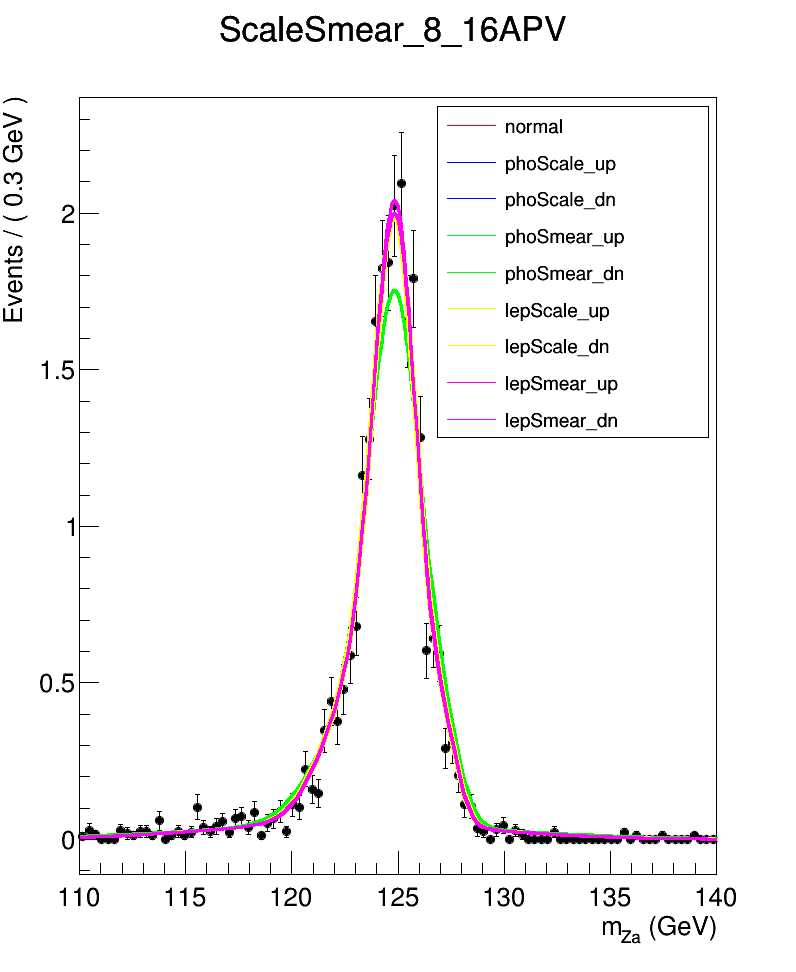 ScaleSmear_8_16APV
Events / ( 0.3 GeV )
normal
phoScale_up
phoScale_dn
phoSmear_up
phoSmear_dn
lepScale_up
lepScale_dn
lepSmear_up
lepSmear_dn
2
1.5
1
0.5
0
110 115 120 125 130 135 140
m_Za (GeV)